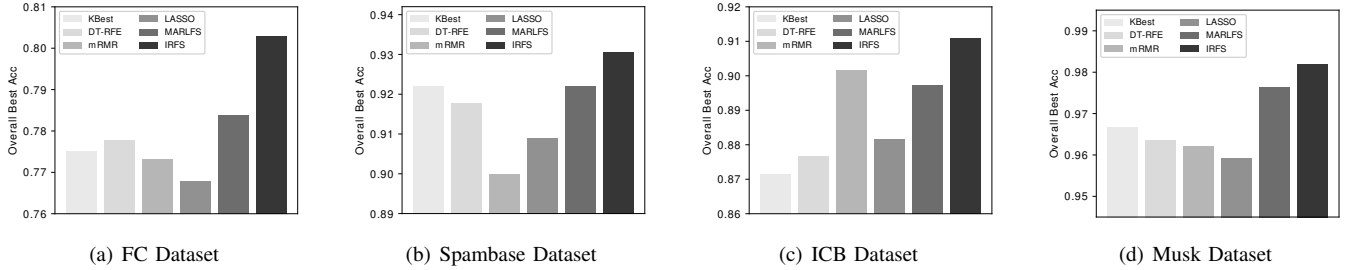 Overall Best Acc
0.81
0.80
0.79
0.78
0.77
0.76
KBest
DT-RFE
mRMR
LASSO
MARLFS
IRFS
(a) FC Dataset
Overall Best Acc
0.94
0.93
0.92
0.91
0.90
0.89
KBest
DT-RFE
mRMR
LASSO
MARLFS
IRFS
(b) Spambase Dataset
Overall Best Acc
0.92
0.91
0.90
0.89
0.88
0.87
0.86
KBest
DT-RFE
mRMR
LASSO
MARLFS
IRFS
(c) ICB Dataset
Overall Best Acc
0.99
0.98
0.97
0.96
0.95
KBest
DT-RFE
mRMR
LASSO
MARLFS
IRFS
(d) Musk Dataset